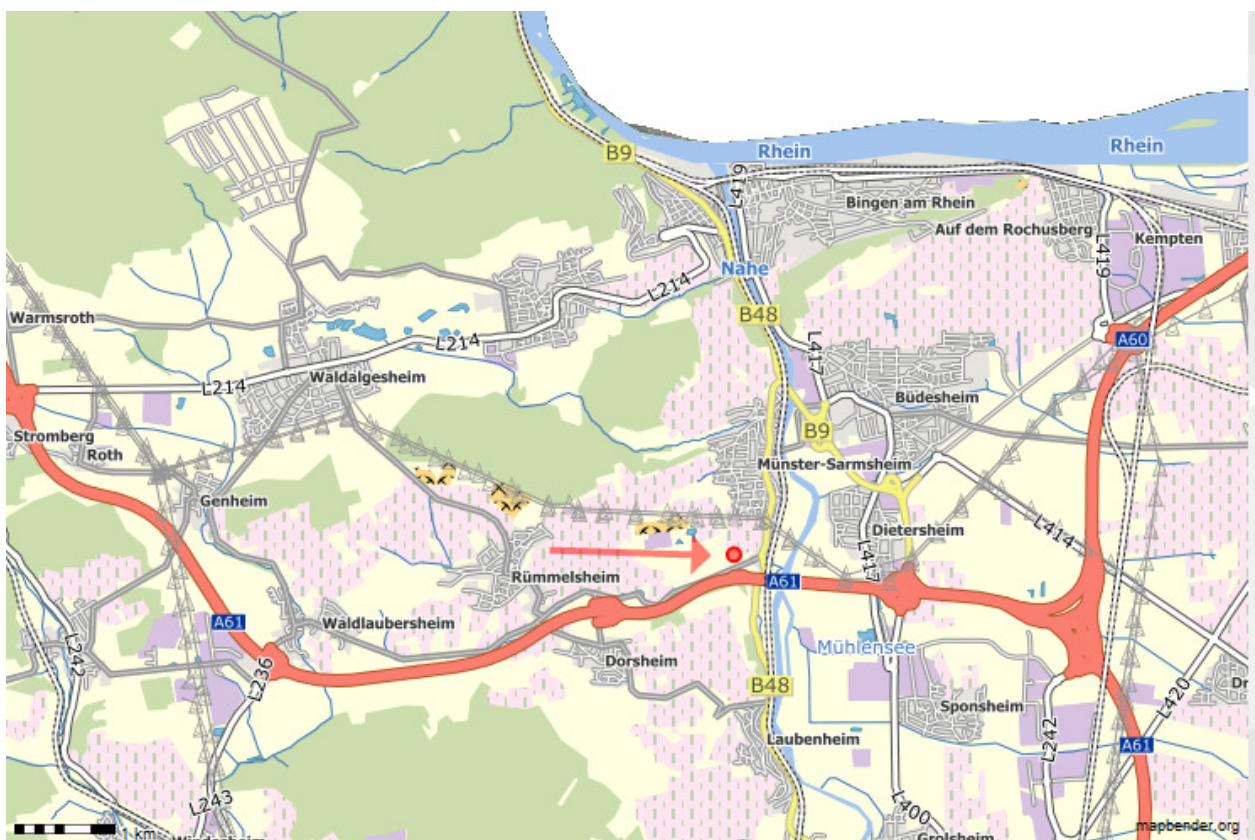 B9
Rhein
Rhein
L419
Bingen am Rhein
Auf dem Rochusberg
L419
Kempten
Nahe
L214
B48
Warmsroth
L214
L417
A60
L214
Waldalgesheim
Büdesheim
Stromberg
Roth
B9
Münster-Sarmsheim
Genheim
Dietersheim
L414
Rümmelsheim
L417
A61
A61
Waldlaubersheim
L242
L236
Dorsheim
Mühlensee
B48
Sponsheim
L420
L242
Laubenheim
A61
L243
L400
1 km
mapbender.org